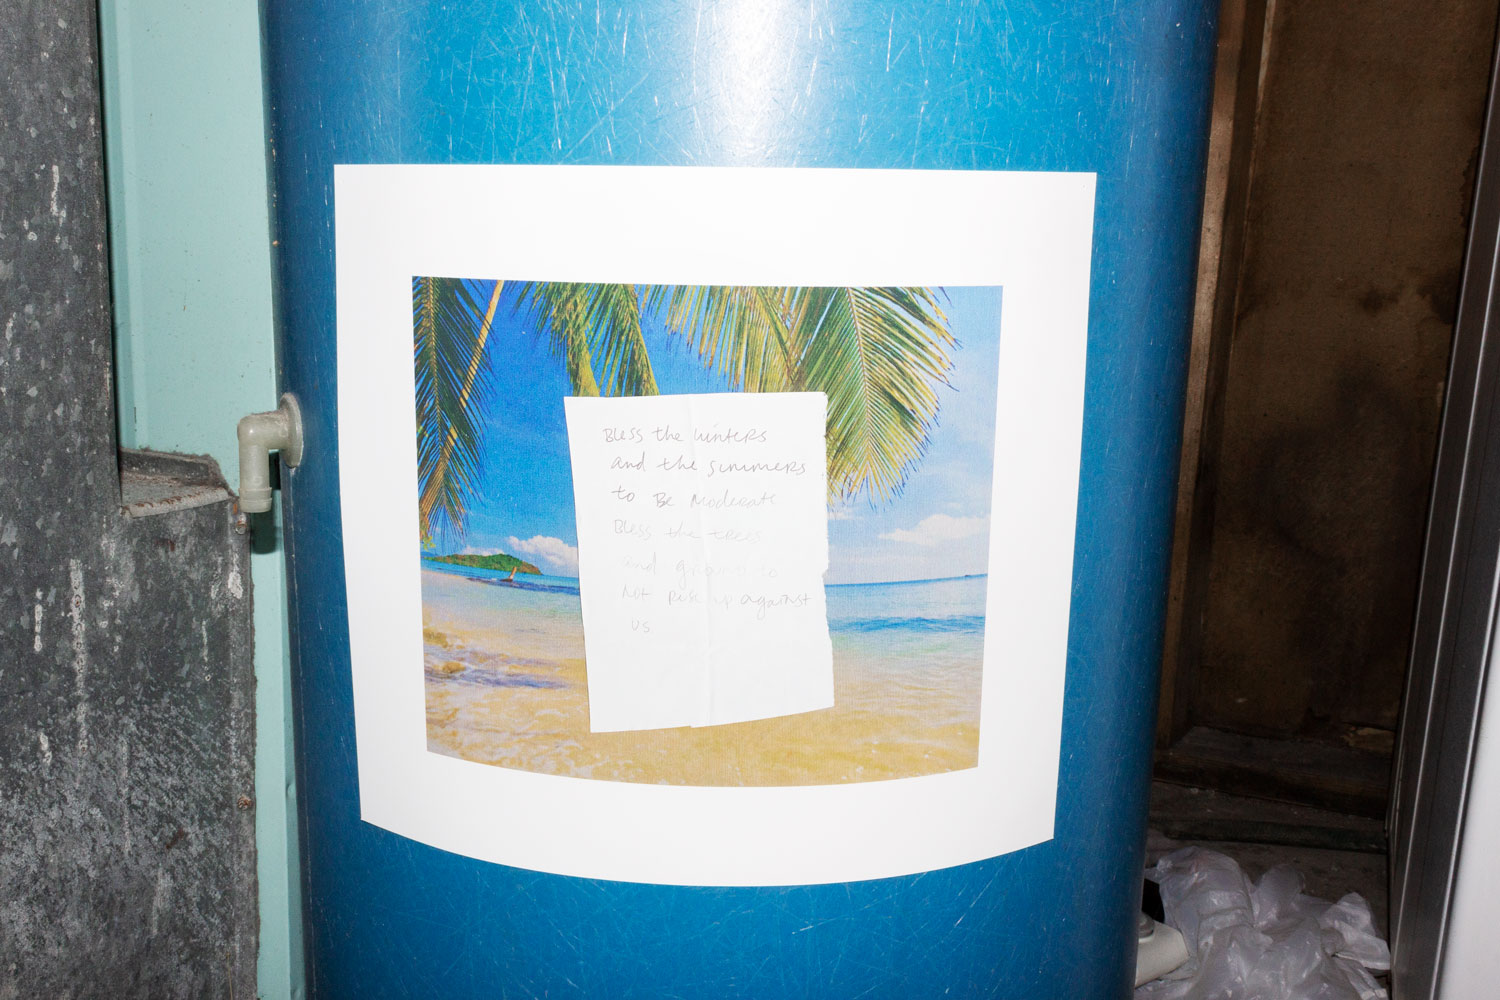 Bless the winters
and the summers
to Be Moderate
Bless the trees
and ground to
Not Rise up against
us.